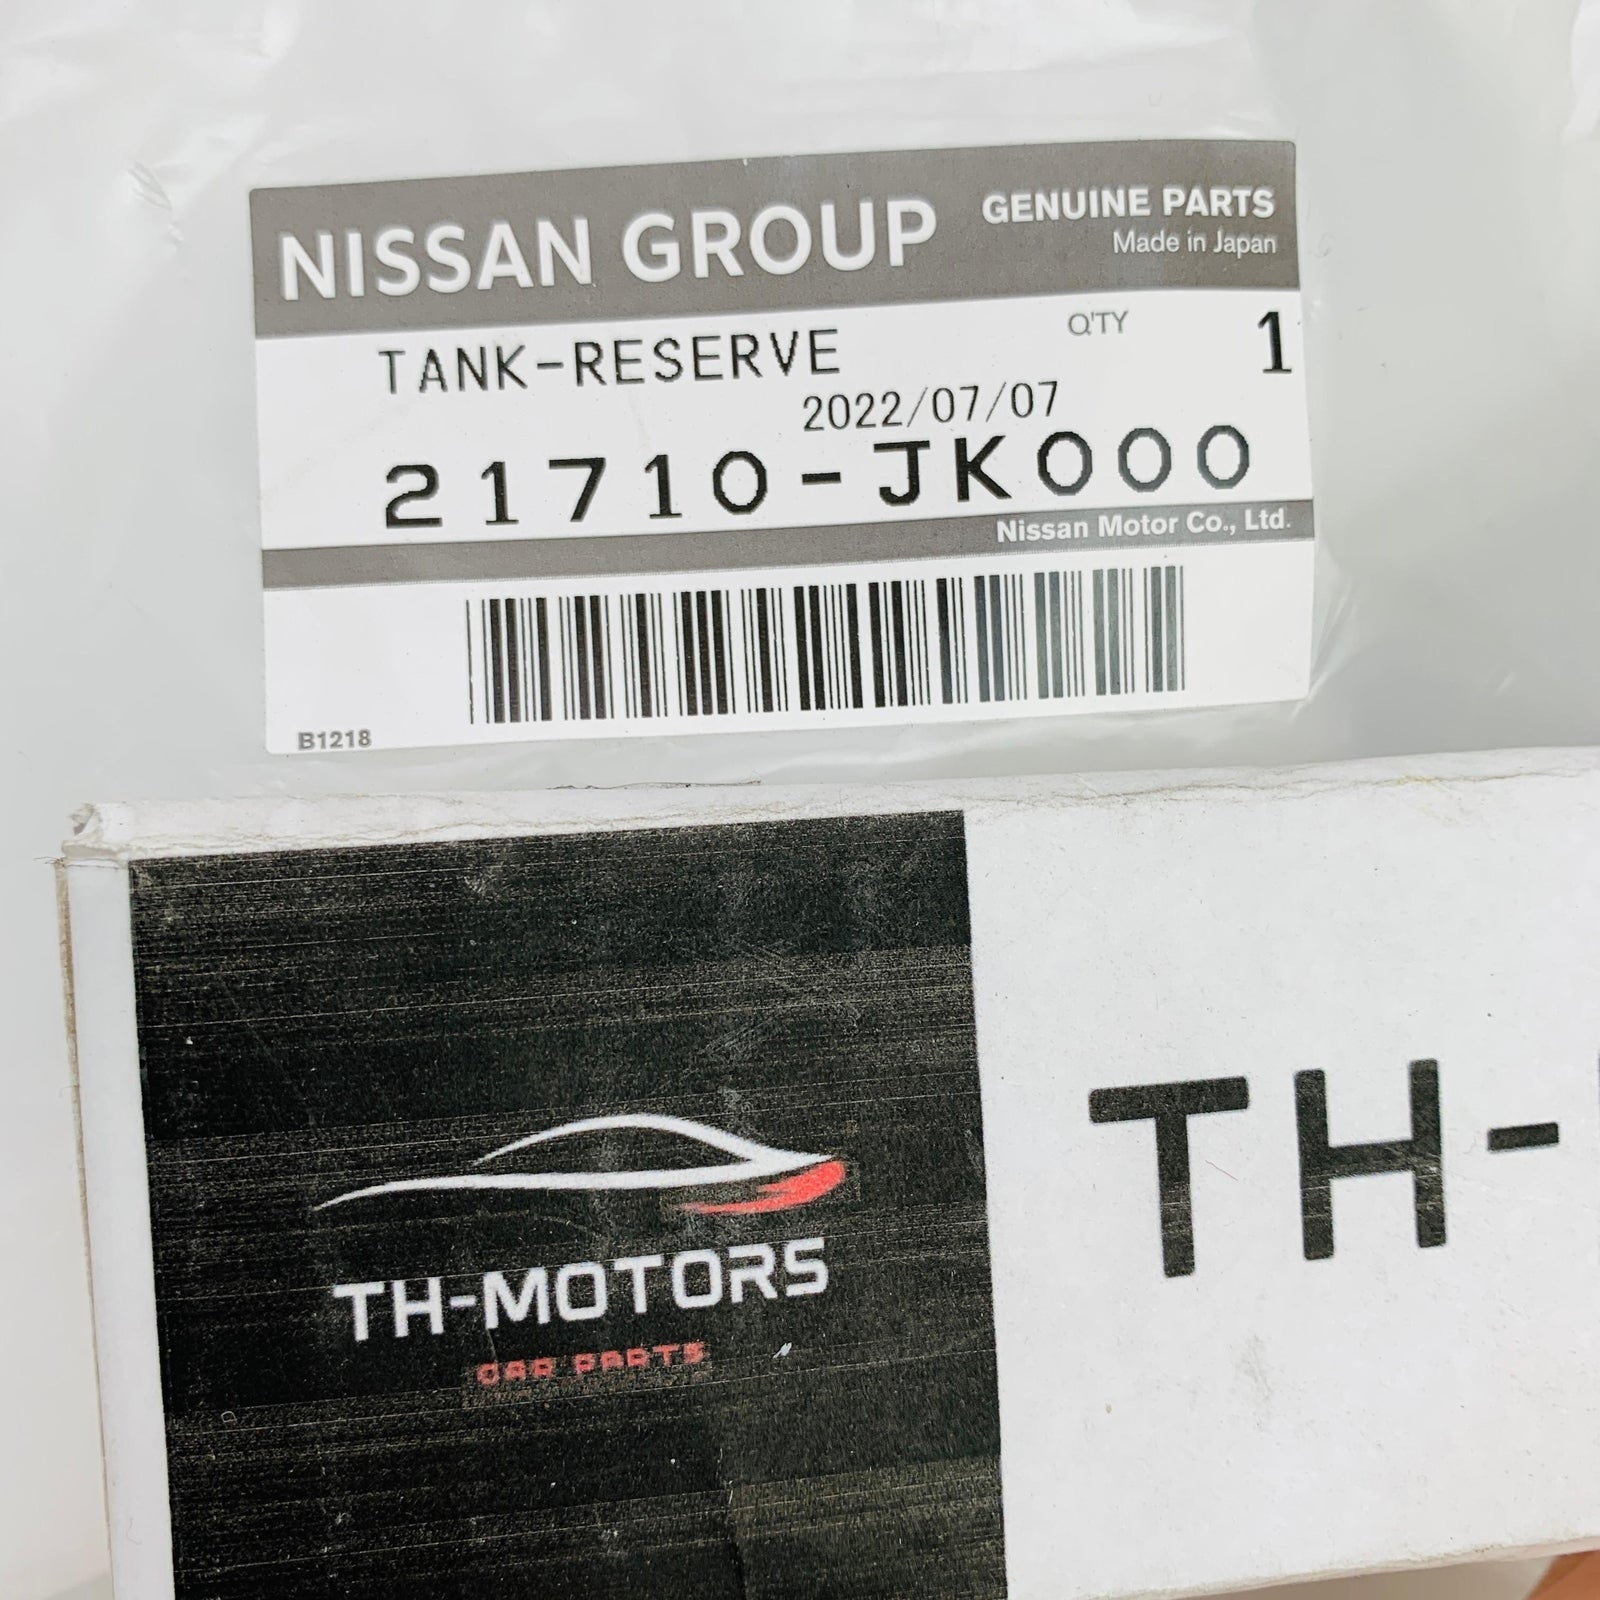 NISSAN GROUP
GENUINE PARTS
Made in Japan
TANK-RESERVE
Q'TY 1
2022/07/07
21710-JK000
Nissan Motor Co., Ltd.
B1218
TH-MOTORS
CAR PARTS
TH-